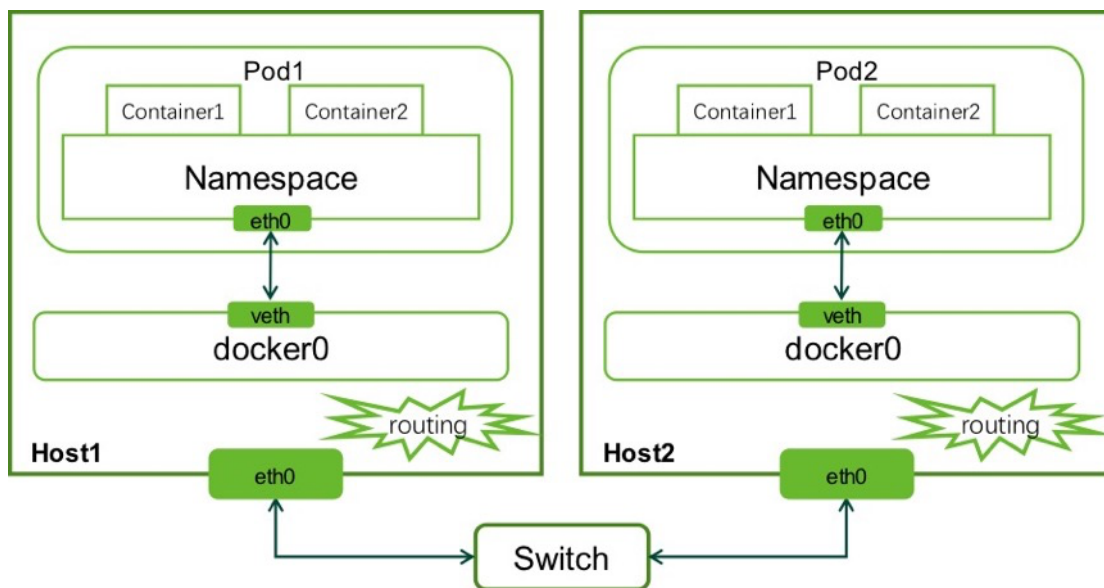 Pod1
Container1
Container2
Namespace
eth0
veth
docker0
routing
Host1
eth0
Pod2
Container1
Container2
Namespace
eth0
veth
docker0
routing
Host2
eth0
Switch